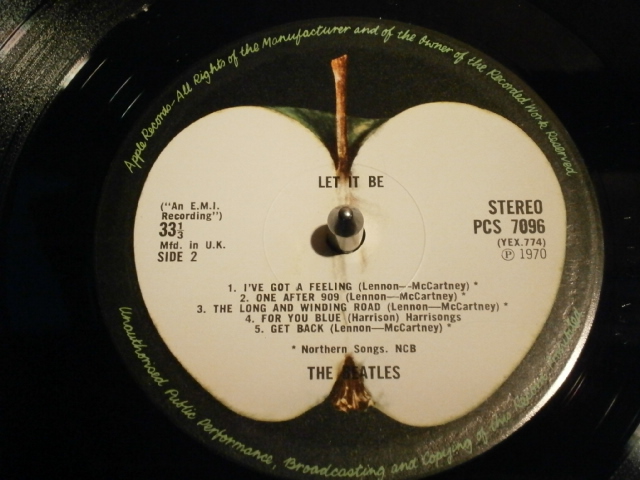 Apple Records-All Rights of the Manufacturer and of the Owner of the Recorded Work Reserved
LET IT BE
("An E.M.I.
Recording")
33⅓
Mfd. in U.K.
SIDE 2
STEREO
PCS 7096
(YEX.774)
Ⓟ 1970
1. I'VE GOT A FEELING (Lennon--McCartney) *
2. ONE AFTER 909 (Lennon—McCartney) *
3. THE LONG AND WINDING ROAD (Lennon—McCartney) *
4. FOR YOU BLUE (Harrison) Harrisongs
5. GET BACK (Lennon—McCartney) *
* Northern Songs. NCB
THE BEATLES
Unauthorised Public Performance, Broadcasting and Copying of this